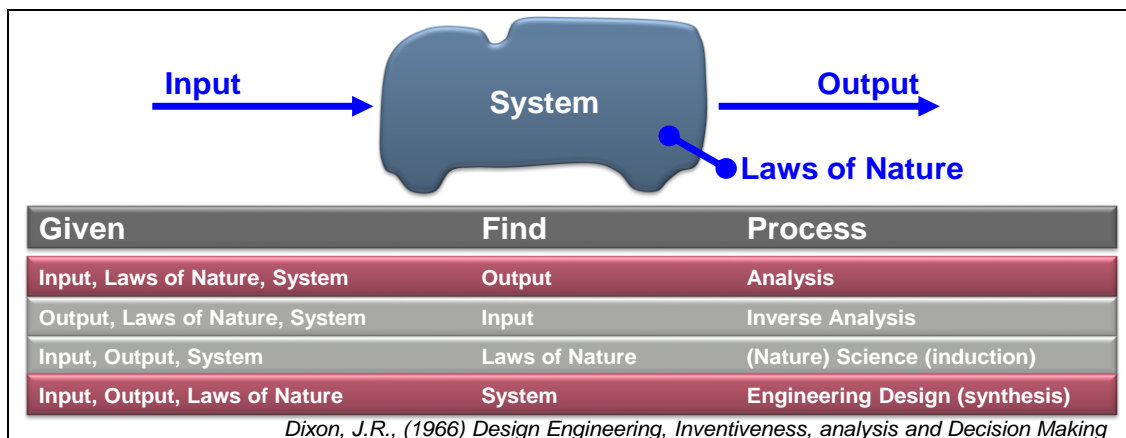 Input
System
Output
Laws of Nature
Given Find Process
Input, Laws of Nature, System Output Analysis
Output, Laws of Nature, System Input Inverse Analysis
Input, Output, System Laws of Nature (Nature) Science (induction)
Input, Output, Laws of Nature System Engineering Design (synthesis)
Dixon, J.R., (1966) Design Engineering, Inventiveness, analysis and Decision Making